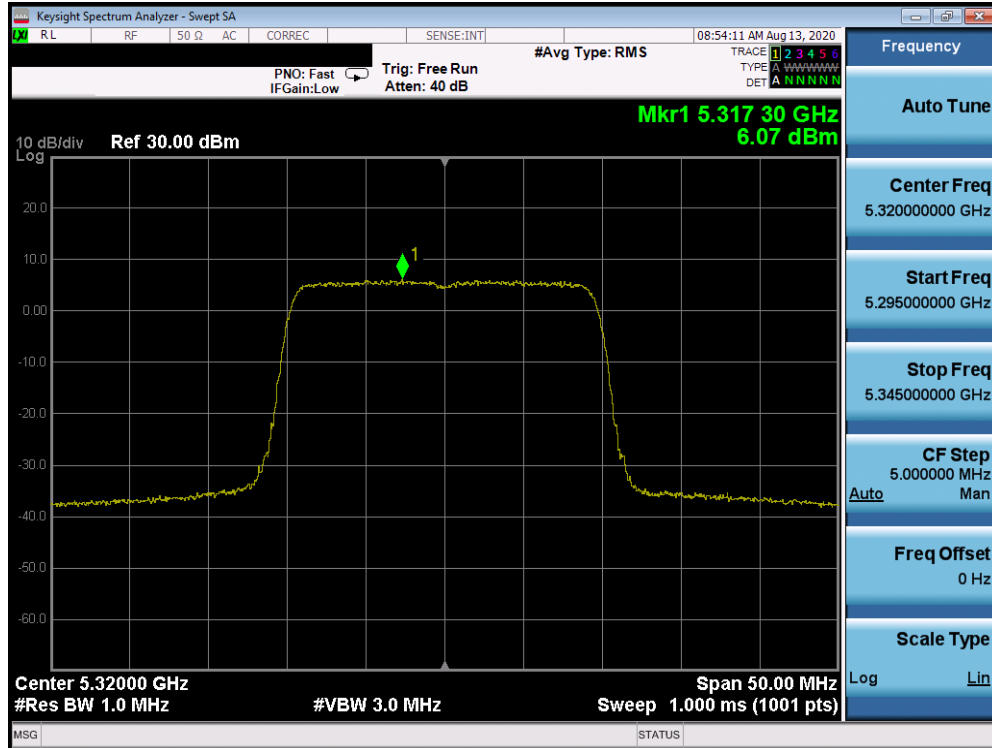 Keysight Spectrum Analyzer - Swept SA
LXI RL RF 50 Ω AC CORREC SENSE:INT 08:54:11 AM Aug 13, 2020
#Avg Type: RMS
TRACE 1 2 3 4 5 6
TYPE A WWWWW
DET A N N N N N
PNO: Fast
IFGain:Low
Trig: Free Run
Atten: 40 dB
Mkr1 5.317 30 GHz
6.07 dBm
10 dB/div Ref 30.00 dBm
Log
20.0
10.0
0.00
-10.0
-20.0
-30.0
-40.0
-50.0
-60.0
1
Center 5.32000 GHz Span 50.00 MHz
#Res BW 1.0 MHz #VBW 3.0 MHz Sweep 1.000 ms (1001 pts)
MSG STATUS
Frequency
Auto Tune
Center Freq
5.320000000 GHz
Start Freq
5.295000000 GHz
Stop Freq
5.345000000 GHz
CF Step
5.000000 MHz
Auto Man
Freq Offset
0 Hz
Scale Type
Log Lin